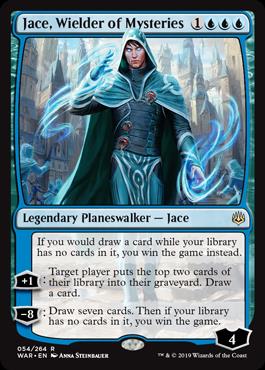 Jace, Wielder of Mysteries 1
Legendary Planeswalker — Jace
If you would draw a card while your library
has no cards in it, you win the game instead.
+1: Target player puts the top two cards of
their library into their graveyard. Draw
a card.
−8: Draw seven cards. Then if your library
has no cards in it, you win the game.
4
054/264 R
WAR • EN Anna Steinbauer
™ & © 2019 Wizards of the Coast